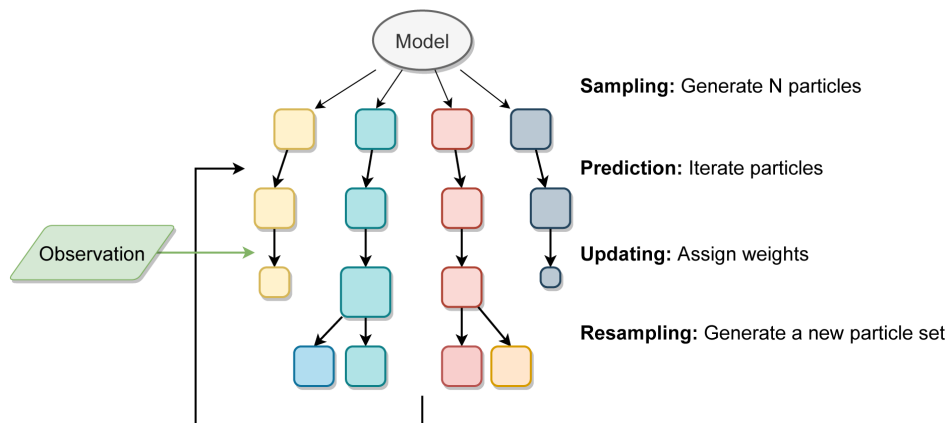 Model
Sampling: Generate N particles
Prediction: Iterate particles
Observation
Updating: Assign weights
Resampling: Generate a new particle set